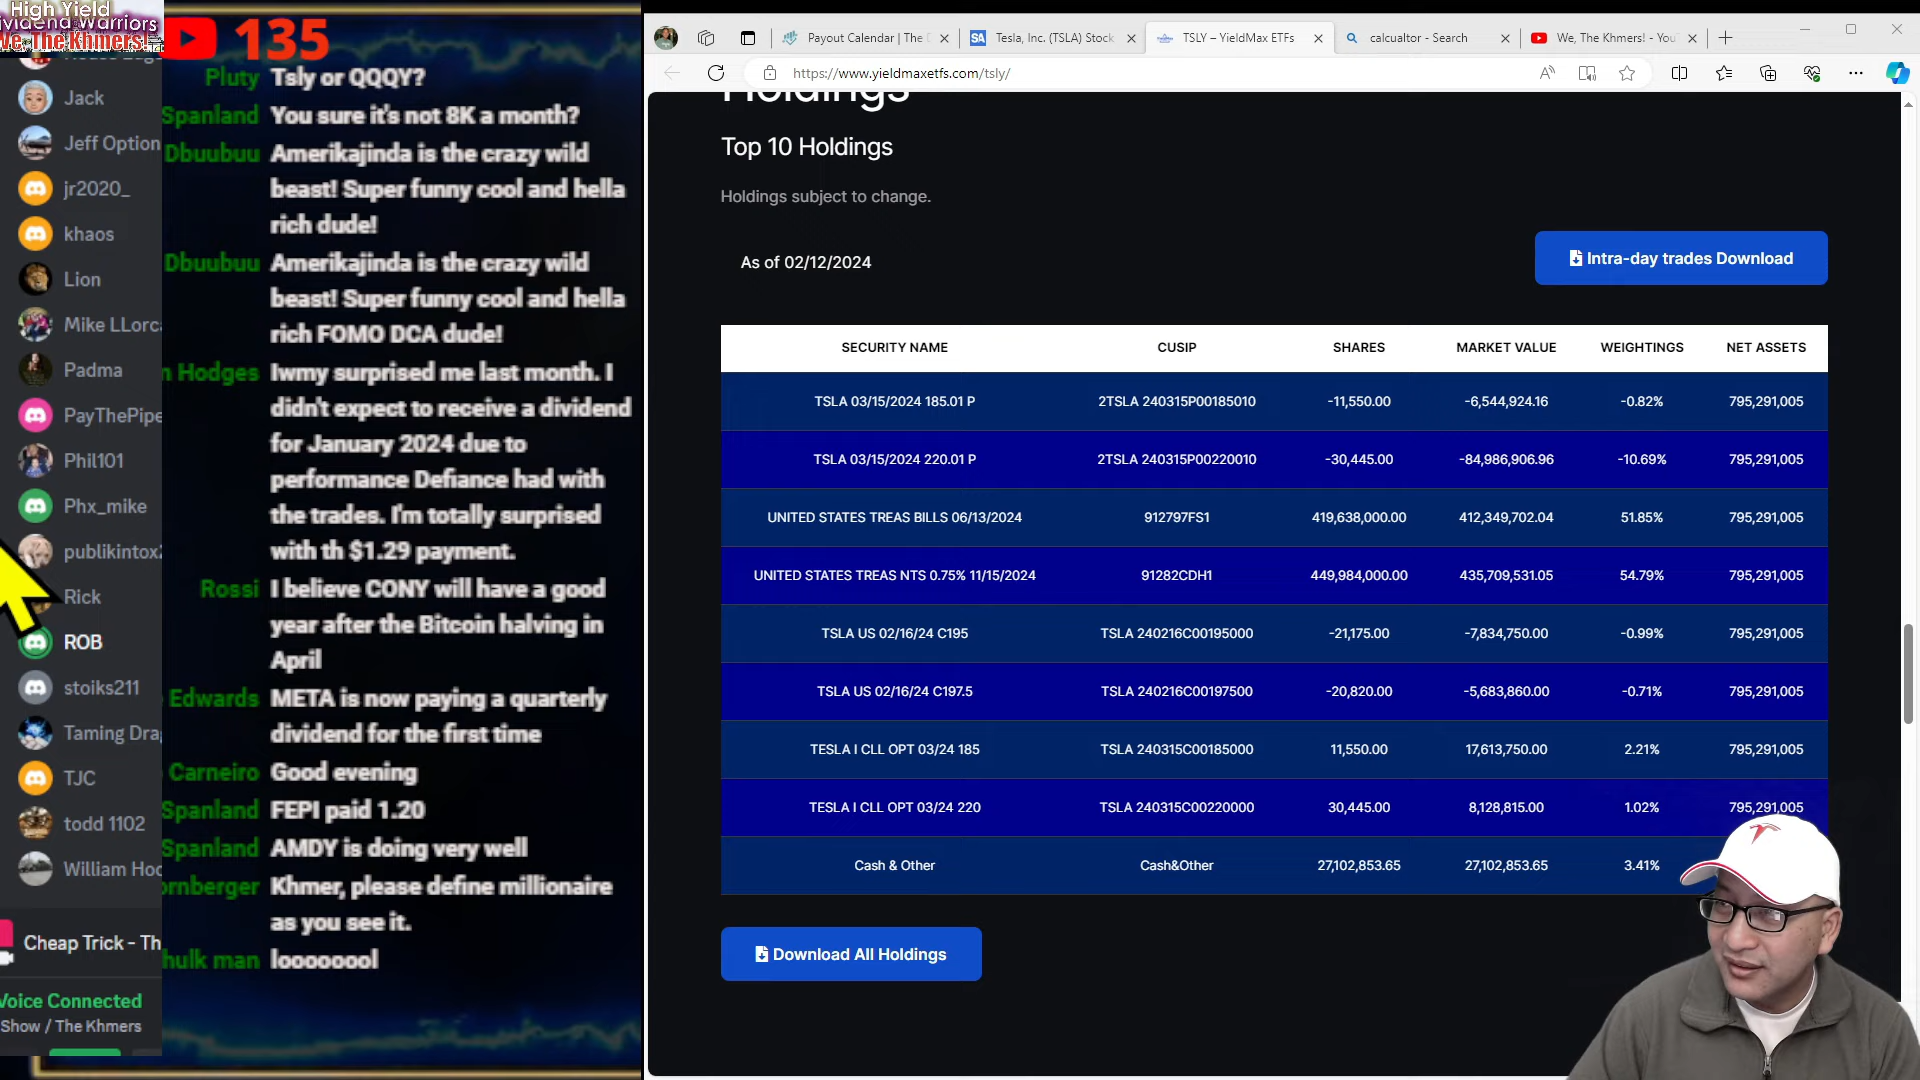 High Yield
Dividend Warriors
We, The Khmers!
135
Jack
Jeff Option
jr2020_
khaos
Lion
Mike LLorca
Padma
PayThePipe
Phil101
Phx_mike
publikintox2
Rick
ROB
stoiks211
Taming Dra
TJC
todd 1102
William Hoo
Cheap Trick - Th
Voice Connected
Show / The Khmers
Pluty Tsly or QQQY?
Spanland You sure it's not 8K a month?
Dbuubuu Amerikajinda is the crazy wild
beast! Super funny cool and hella
rich dude!
Dbuubuu Amerikajinda is the crazy wild
beast! Super funny cool and hella
rich FOMO DCA dude!
Hodges Iwmy surprised me last month. I
didn't expect to receive a dividend
for January 2024 due to
performance Defiance had with
the trades. I'm totally surprised
with th $1.29 payment.
Rossi I believe CONY will have a good
year after the Bitcoin halving in
April
Edwards META is now paying a quarterly
dividend for the first time
Carneiro Good evening
Spanland FEPI paid 1.20
Spanland AMDY is doing very well
ornberger Khmer, please define millionaire
as you see it.
hulk man loooooool
Payout Calendar | The D
SA Tesla, Inc. (TSLA) Stock
TSLY – YieldMax ETFs
calcualtor - Search
We, The Khmers! - You
https://www.yieldmaxetfs.com/tsly/
Holdings
Top 10 Holdings
Holdings subject to change.
As of 02/12/2024
Intra-day trades Download
SECURITY NAME CUSIP SHARES MARKET VALUE WEIGHTINGS NET ASSETS
TSLA 03/15/2024 185.01 P 2TSLA 240315P00185010 -11,550.00 -6,544,924.16 -0.82% 795,291,005
TSLA 03/15/2024 220.01 P 2TSLA 240315P00220010 -30,445.00 -84,986,906.96 -10.69% 795,291,005
UNITED STATES TREAS BILLS 06/13/2024 912797FS1 419,638,000.00 412,349,702.04 51.85% 795,291,005
UNITED STATES TREAS NTS 0.75% 11/15/2024 91282CDH1 449,984,000.00 435,709,531.05 54.79% 795,291,005
TSLA US 02/16/24 C195 TSLA 240216C00195000 -21,175.00 -7,834,750.00 -0.99% 795,291,005
TSLA US 02/16/24 C197.5 TSLA 240216C00197500 -20,820.00 -5,683,860.00 -0.71% 795,291,005
TESLA I CLL OPT 03/24 185 TSLA 240315C00185000 11,550.00 17,613,750.00 2.21% 795,291,005
TESLA I CLL OPT 03/24 220 TSLA 240315C00220000 30,445.00 8,128,815.00 1.02% 795,291,005
Cash & Other Cash&Other 27,102,853.65 27,102,853.65 3.41%
Download All Holdings